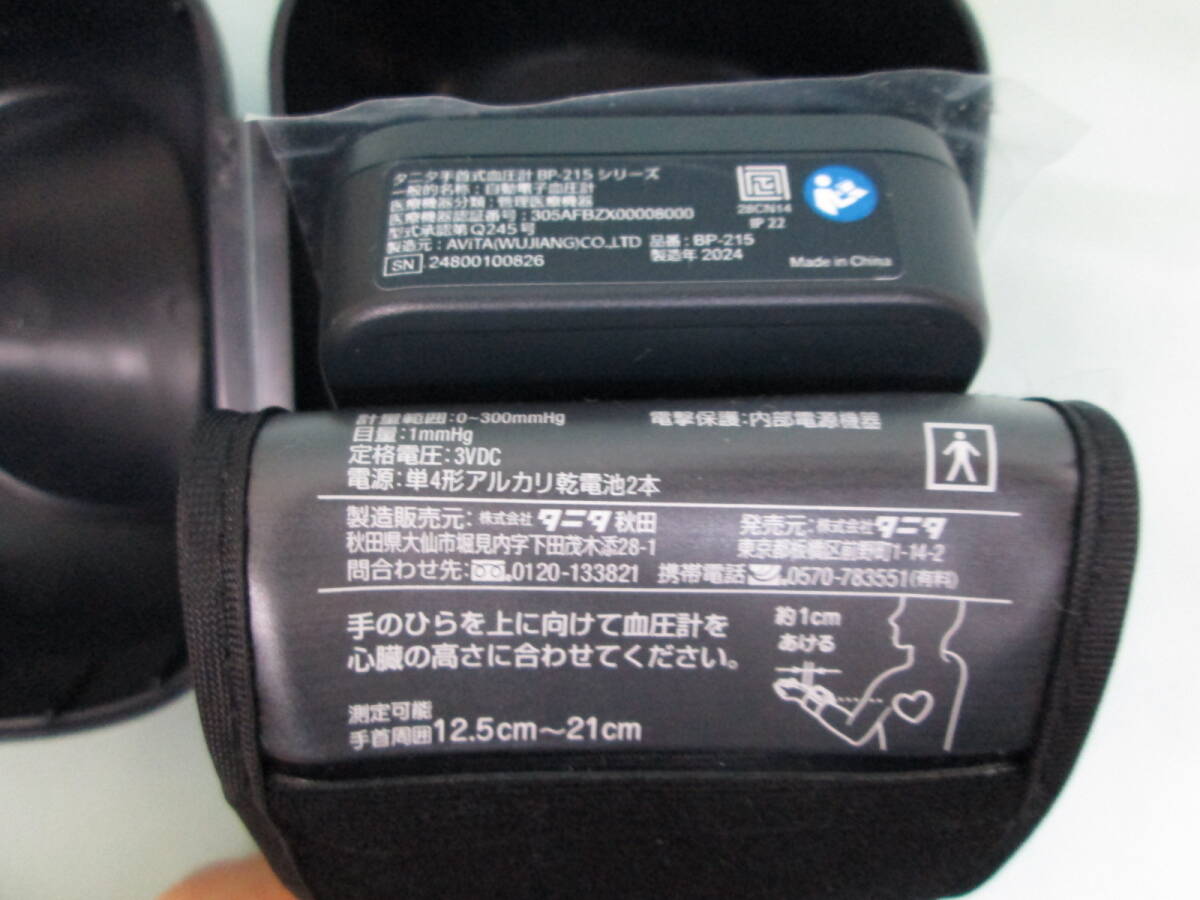 タニタ手首式血圧計 BP-215 シリーズ
一般的名称：自動電子血圧計
医療機器分類：管理医療機器
医療機器認証番号：305AFBZX00008000
型式承認第Q245号
製造元：AViTA(WUJIANG)CO.,LTD 品番：BP-215
SN 24800100826 製造年 2024
28CN14
IP 22
Made in China
計量範囲：0~300mmHg 電撃保護：内部電源機器
目量：1mmHg
定格電圧：3VDC
電源：単4形アルカリ乾電池2本
製造販売元：株式会社タニタ秋田
秋田県大仙市堀見内字下田茂木添28-1
発売元：株式会社タニタ
東京都板橋区前野町1-14-2
問合わせ先：0120-133821 携帯電話 0570-783551(有料)
手のひらを上に向けて血圧計を
心臓の高さに合わせてください。
約1cm
あける
測定可能
手首周囲12.5cm～21cm